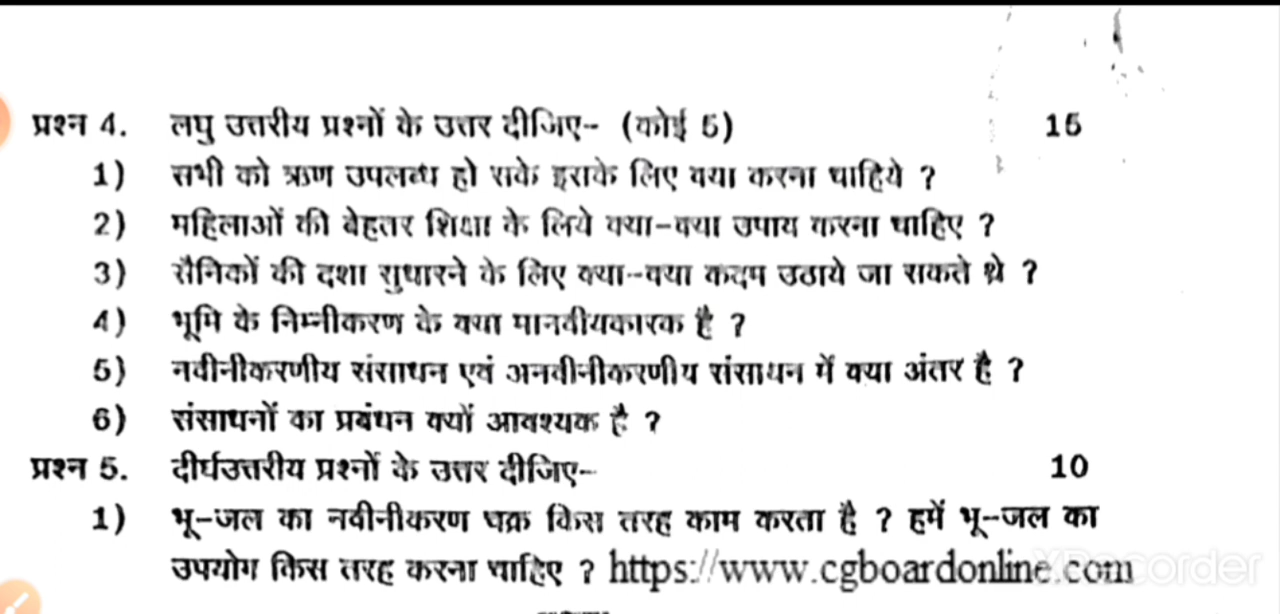 प्रश्न 4. लघु उत्तरीय प्रश्नों के उत्तर दीजिए- (कोई 5) 15
1) सभी को ऋण उपलब्ध हो सके इसके लिए क्या करना चाहिये ?
2) महिलाओं की बेहतर शिक्षा के लिये क्या-क्या उपाय करना चाहिए ?
3) सैनिकों की दशा सुधारने के लिए क्या-क्या कदम उठाये जा सकते थे ?
4) भूमि के निम्नीकरण के क्या मानवीयकारक है ?
5) नवीनीकरणीय संसाधन एवं अनवीनीकरणीय संसाधन में क्या अंतर है ?
6) संसाधनों का प्रबंधन क्यों आवश्यक है ?
प्रश्न 5. दीर्घउत्तरीय प्रश्नों के उत्तर दीजिए- 10
1) भू-जल का नवीनीकरण चक्र किस तरह काम करता है ? हमें भू-जल का
उपयोग किस तरह करना चाहिए ? https://www.cgboardonline.com
XRecorder